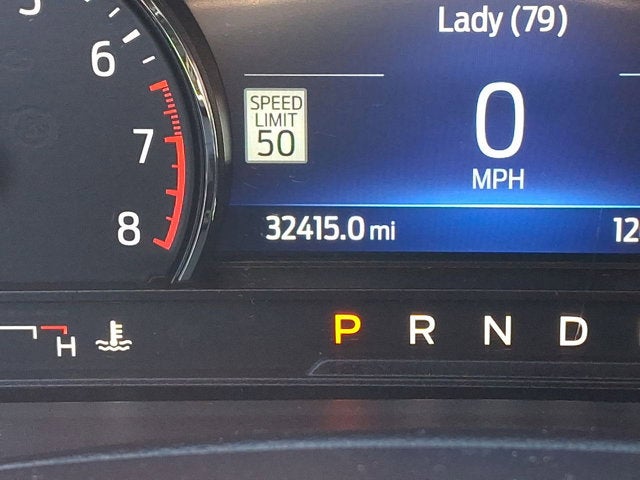 Lady (79)
6
7
8
SPEED
LIMIT
50
0
MPH
32415.0 mi
12
H
P R N D